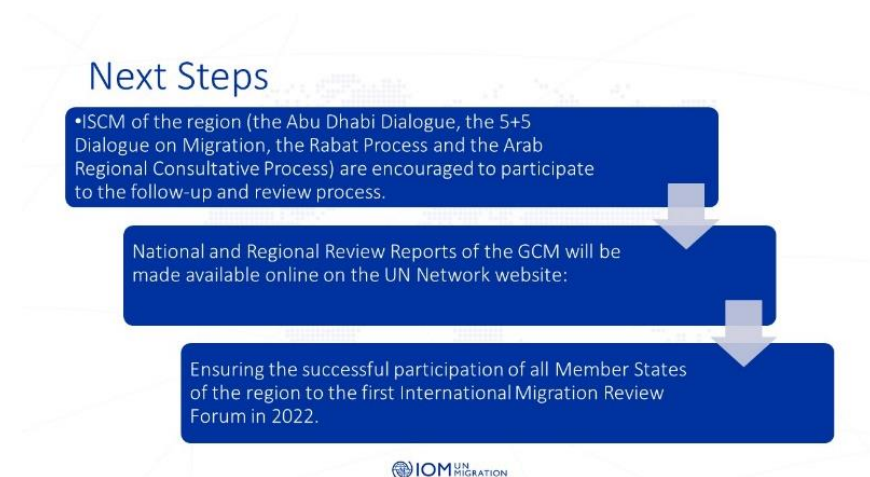 Next Steps
•ISCM of the region (the Abu Dhabi Dialogue, the 5+5
Dialogue on Migration, the Rabat Process and the Arab
Regional Consultative Process) are encouraged to participate
to the follow-up and review process.
National and Regional Review Reports of the GCM will be
made available online on the UN Network website:
Ensuring the successful participation of all Member States
of the region to the first International Migration Review
Forum in 2022.
IOM UN MIGRATION